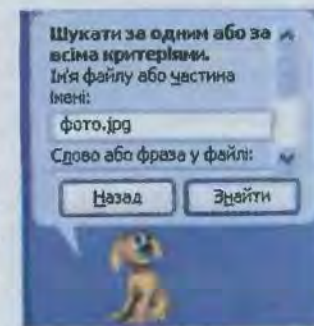 Шукати за одним або за
всіма критеріями.
Ім'я файлу або частина
імені:
фото.jpg
Слово або фраза у файлі:
Назад
Знайти